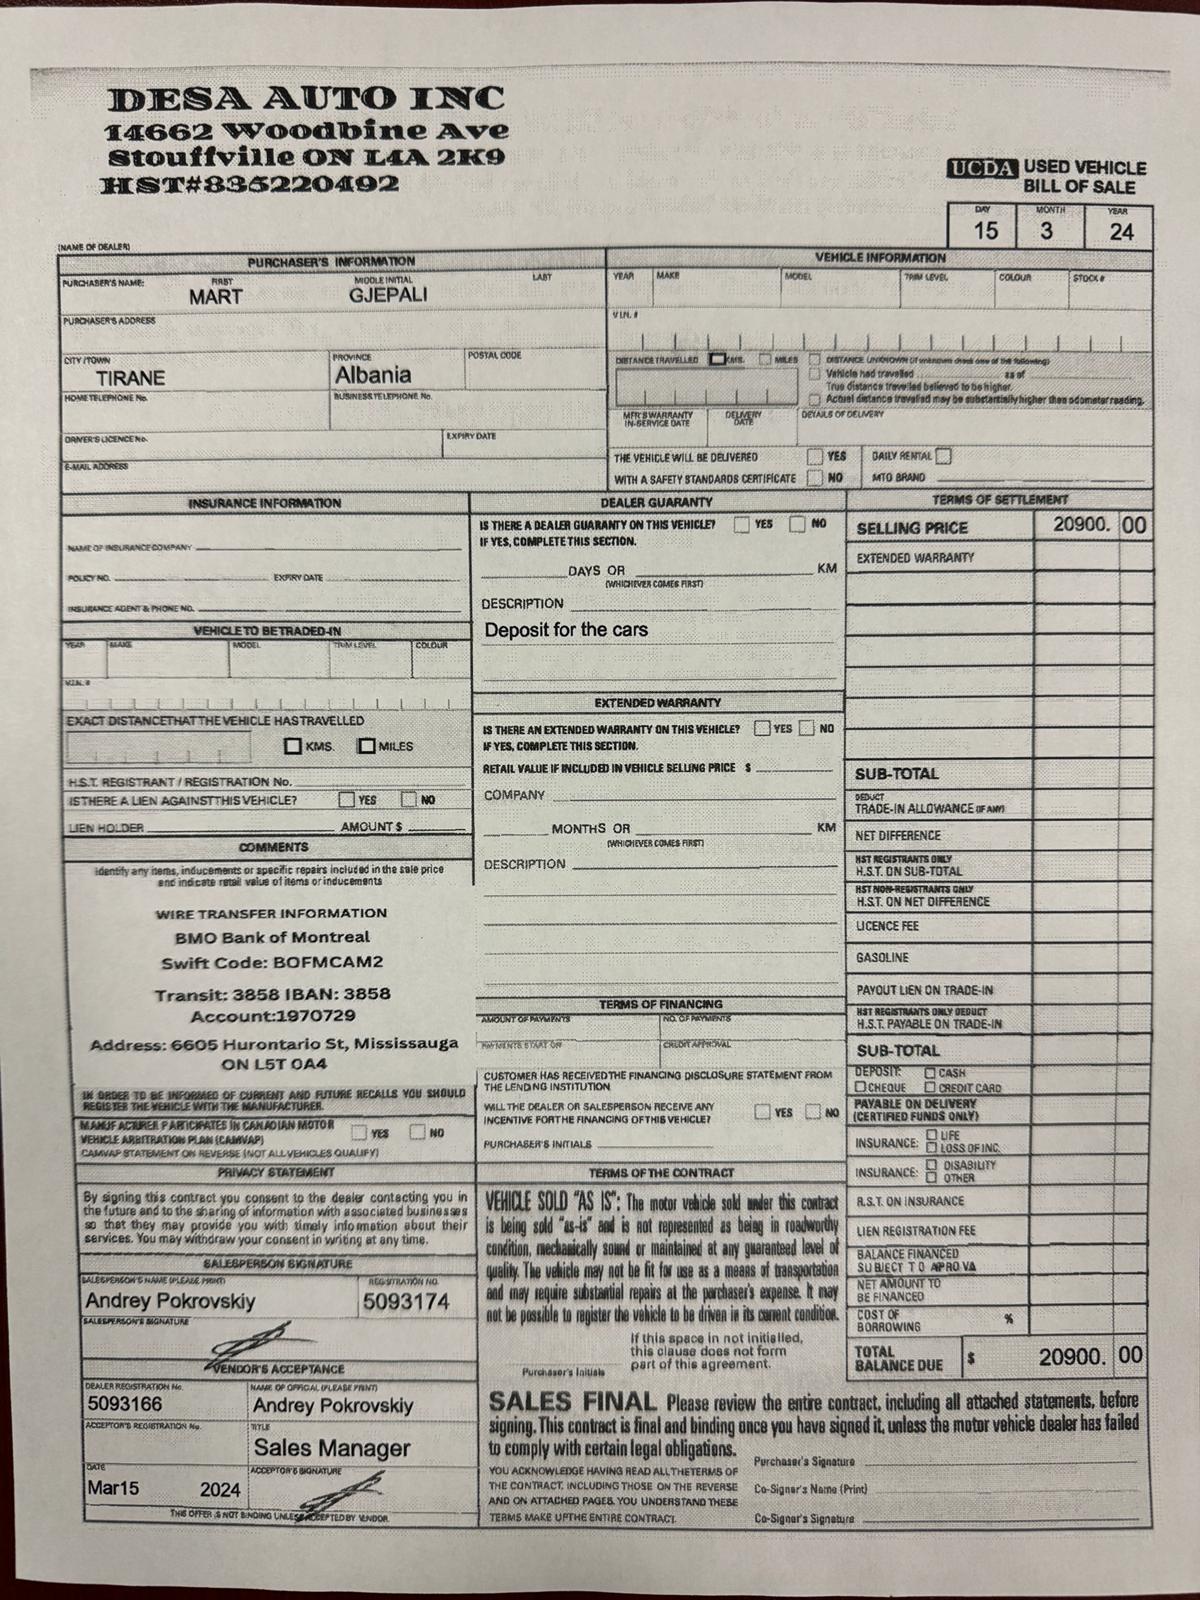 DESA AUTO INC
14662 Woodbine Ave
Stouffville ON L4A 2K9
HST#835220492
UCDA USED VEHICLE
BILL OF SALE
DAY MONTH YEAR
15 3 24
(NAME OF DEALER)
PURCHASER'S INFORMATION
PURCHASER'S NAME: FIRST MIDDLE INITIAL LAST
MART GJEPALI
PURCHASER'S ADDRESS
CITY/TOWN PROVINCE POSTAL CODE
TIRANE Albania
HOME TELEPHONE No. BUSINESS TELEPHONE No.
DRIVER'S LICENCE No. EXPIRY DATE
E-MAIL ADDRESS
VEHICLE INFORMATION
YEAR MAKE MODEL TRIM LEVEL COLOUR STOCK #
V.I.N. #
DISTANCE TRAVELLED KMS. MILES DISTANCE UNKNOWN (if unknown check one of the following)
Vehicle had travelled as of
True distance travelled believed to be higher.
Actual distance travelled may be substantially higher than odometer reading.
MFR'S WARRANTY IN-SERVICE DATE DELIVERY DATE DETAILS OF DELIVERY
THE VEHICLE WILL BE DELIVERED YES DAILY RENTAL
WITH A SAFETY STANDARDS CERTIFICATE NO MTO BRAND
INSURANCE INFORMATION
NAME OF INSURANCE COMPANY
POLICY NO. EXPIRY DATE
INSURANCE AGENT & PHONE NO.
VEHICLE TO BE TRADED-IN
YEAR MAKE MODEL TRIM LEVEL COLOUR
V.I.N. #
EXACT DISTANCE THAT THE VEHICLE HAS TRAVELLED
KMS. MILES
H.S.T. REGISTRANT / REGISTRATION No.
IS THERE A LIEN AGAINST THIS VEHICLE? YES NO
LIEN HOLDER AMOUNT $
COMMENTS
Identify any items, inducements or specific repairs included in the sale price
and indicate retail value of items or inducements
WIRE TRANSFER INFORMATION
BMO Bank of Montreal
Swift Code: BOFMCAM2
Transit: 3858 IBAN: 3858
Account:1970729
Address: 6605 Hurontario St, Mississauga
ON L5T 0A4
IN ORDER TO BE INFORMED OF CURRENT AND FUTURE RECALLS YOU SHOULD
REGISTER THE VEHICLE WITH THE MANUFACTURER.
MANUFACTURER PARTICIPATES IN CANADIAN MOTOR
VEHICLE ARBITRATION PLAN (CAMVAP) YES NO
CAMVAP STATEMENT ON REVERSE (NOT ALL VEHICLES QUALIFY)
PRIVACY STATEMENT
By signing this contract you consent to the dealer contacting you in
the future and to the sharing of information with associated businesses
so that they may provide you with timely information about their
services. You may withdraw your consent in writing at any time.
SALESPERSON SIGNATURE
SALESPERSON'S NAME (PLEASE PRINT) REGISTRATION NO.
Andrey Pokrovskiy 5093174
SALESPERSON'S SIGNATURE
VENDOR'S ACCEPTANCE
DEALER REGISTRATION No. NAME OF OFFICIAL (PLEASE PRINT)
5093166 Andrey Pokrovskiy
ACCEPTOR'S REGISTRATION No. TITLE
Sales Manager
DATE ACCEPTOR'S SIGNATURE
Mar15 2024
THIS OFFER IS NOT BINDING UNLESS ACCEPTED BY VENDOR.
DEALER GUARANTY
IS THERE A DEALER GUARANTY ON THIS VEHICLE? YES NO
IF YES, COMPLETE THIS SECTION.
DAYS OR KM
(WHICHEVER COMES FIRST)
DESCRIPTION
Deposit for the cars
EXTENDED WARRANTY
IS THERE AN EXTENDED WARRANTY ON THIS VEHICLE? YES NO
IF YES, COMPLETE THIS SECTION.
RETAIL VALUE IF INCLUDED IN VEHICLE SELLING PRICE $
COMPANY
MONTHS OR KM
(WHICHEVER COMES FIRST)
DESCRIPTION
TERMS OF FINANCING
AMOUNT OF PAYMENTS NO. OF PAYMENTS
PAYMENTS START ON CREDIT APPROVAL
CUSTOMER HAS RECEIVED THE FINANCING DISCLOSURE STATEMENT FROM
THE LENDING INSTITUTION
WILL THE DEALER OR SALESPERSON RECEIVE ANY
INCENTIVE FOR THE FINANCING OF THIS VEHICLE? YES NO
PURCHASER'S INITIALS
TERMS OF THE CONTRACT
VEHICLE SOLD "AS IS": The motor vehicle sold under this contract
is being sold "as-is" and is not represented as being in roadworthy
condition, mechanically sound or maintained at any guaranteed level of
quality. The vehicle may not be fit for use as a means of transportation
and may require substantial repairs at the purchaser's expense. It may
not be possible to register the vehicle to be driven in its current condition.
If this space in not initialled,
this clause does not form
part of this agreement.
Purchaser's Initials
TERMS OF SETTLEMENT
SELLING PRICE 20900. 00
EXTENDED WARRANTY
SUB-TOTAL
DEDUCT
TRADE-IN ALLOWANCE (IF ANY)
NET DIFFERENCE
HST REGISTRANTS ONLY
H.S.T. ON SUB-TOTAL
HST NON-REGISTRANTS ONLY
H.S.T. ON NET DIFFERENCE
LICENCE FEE
GASOLINE
PAYOUT LIEN ON TRADE-IN
HST REGISTRANTS ONLY DEDUCT
H.S.T. PAYABLE ON TRADE-IN
SUB-TOTAL
DEPOSIT: CASH
CHEQUE CREDIT CARD
PAYABLE ON DELIVERY
(CERTIFIED FUNDS ONLY)
INSURANCE: LIFE
LOSS OF INC.
INSURANCE: DISABILITY
OTHER
R.S.T. ON INSURANCE
LIEN REGISTRATION FEE
BALANCE FINANCED
SUBJECT TO APROVA
NET AMOUNT TO
BE FINANCED
COST OF
BORROWING %
TOTAL
BALANCE DUE $ 20900. 00
SALES FINAL Please review the entire contract, including all attached statements, before
signing. This contract is final and binding once you have signed it, unless the motor vehicle dealer has failed
to comply with certain legal obligations.
YOU ACKNOWLEDGE HAVING READ ALL THE TERMS OF
THE CONTRACT. INCLUDING THOSE ON THE REVERSE
AND ON ATTACHED PAGES. YOU UNDERSTAND THESE
TERMS MAKE UP THE ENTIRE CONTRACT.
Purchaser's Signature
Co-Signer's Name (Print)
Co-Signer's Signature